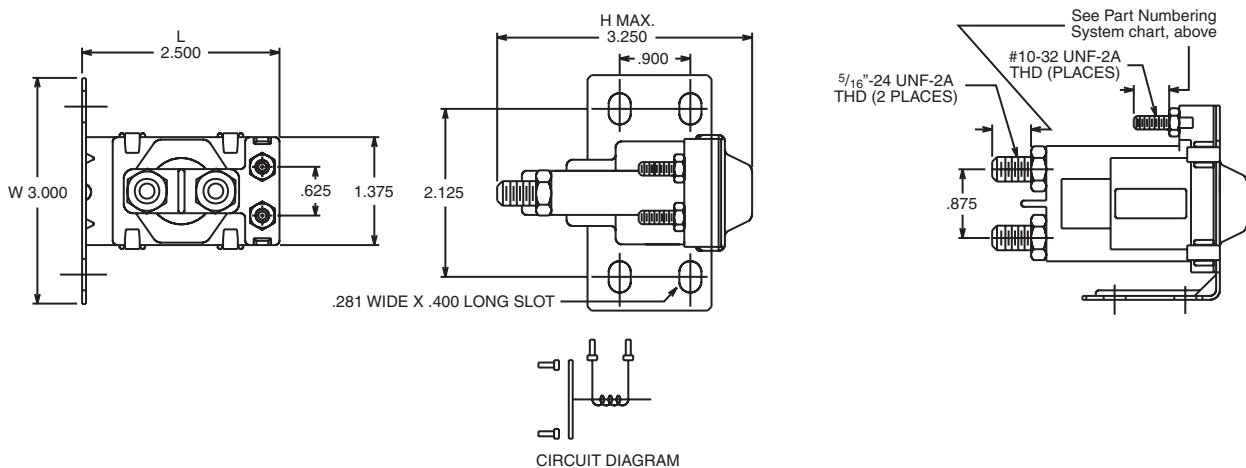 L
2.500
W 3.000
.625
1.375
H MAX.
3.250
.900
2.125
.281 WIDE X .400 LONG SLOT
See Part Numbering
System chart, above
#10-32 UNF-2A
THD (PLACES)
5/16"-24 UNF-2A
THD (2 PLACES)
.875
CIRCUIT DIAGRAM